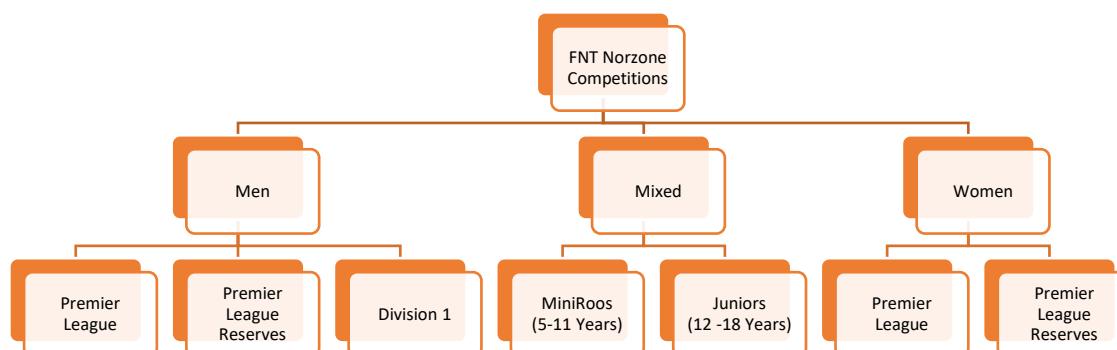 FNT Norzone
Competitions
Men
Mixed
Women
Premier
League
Premier
League
Reserves
Division 1
MiniRoos
(5-11 Years)
Juniors
(12 -18 Years)
Premier
League
Premier
League
Reserves